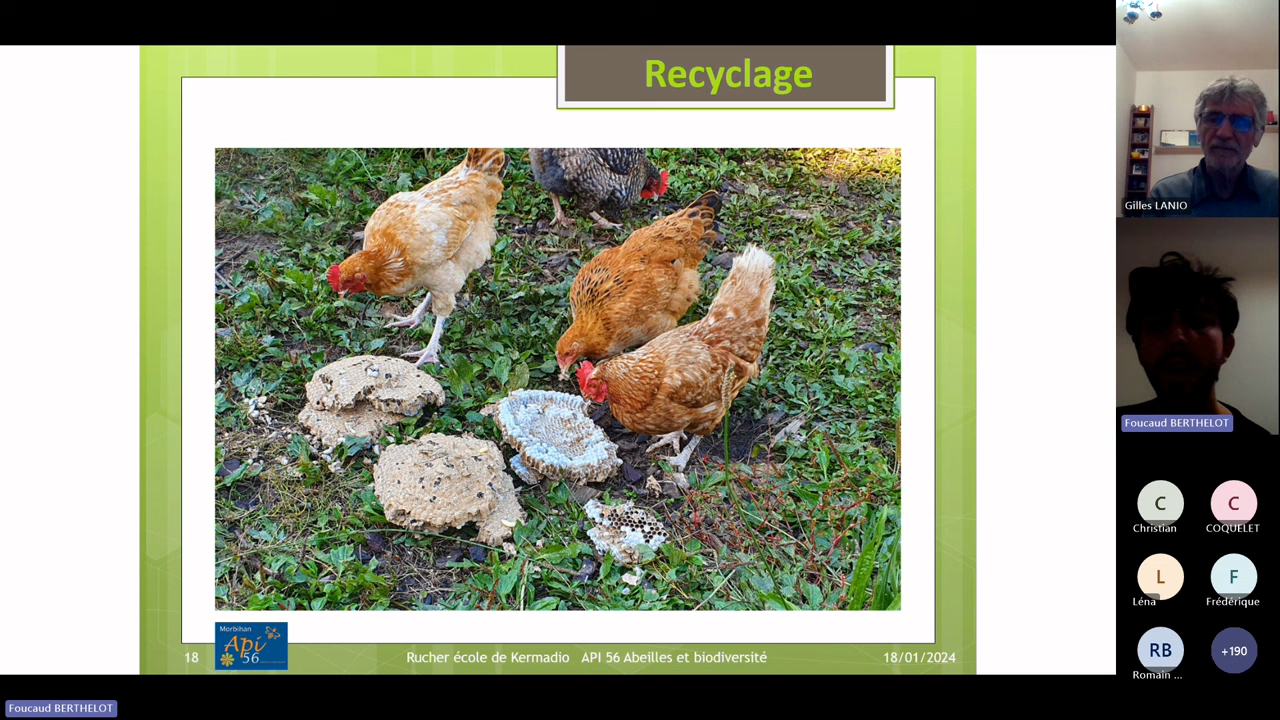 Recyclage
Morbihan
Api
56
18
Rucher école de Kermadio API 56 Abeilles et biodiversité
18/01/2024
Gilles LANIO
Foucaud BERTHELOT
C
Christian
C
COQUELET
L
Léna
F
Frédérique
RB
Romain ...
+190
Foucaud BERTHELOT